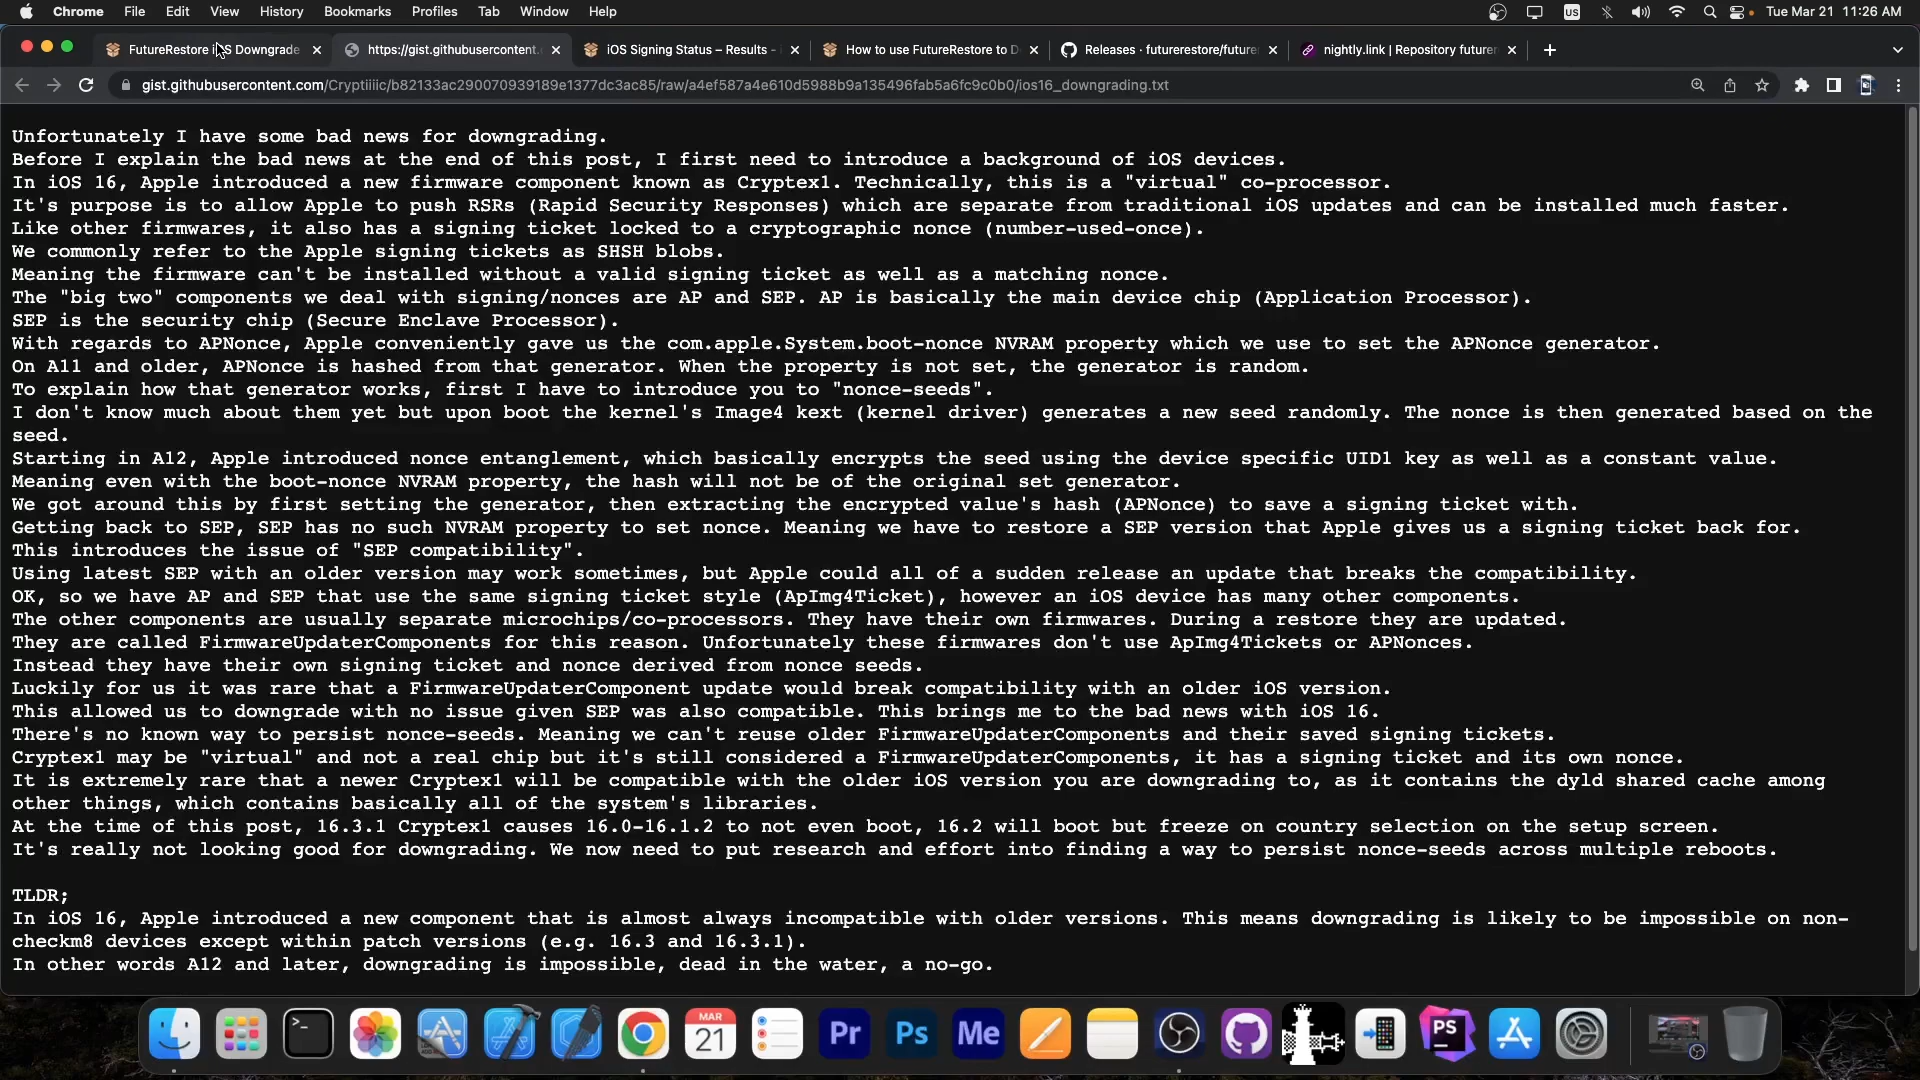 Chrome File Edit View History Bookmarks Profiles Tab Window Help US Tue Mar 21 11:26 AM
FutureRestore iOS Downgrade https://gist.githubusercontent. iOS Signing Status – Results - How to use FutureRestore to D Releases · futurerestore/future nightly.link | Repository future
gist.githubusercontent.com/Cryptiiiic/b82133ac290070939189e1377dc3ac85/raw/a4ef587a4e610d5988b9a135496fab5a6fc9c0b0/ios16_downgrading.txt
Unfortunately I have some bad news for downgrading.
Before I explain the bad news at the end of this post, I first need to introduce a background of iOS devices.
In iOS 16, Apple introduced a new firmware component known as Cryptex1. Technically, this is a "virtual" co-processor.
It's purpose is to allow Apple to push RSRs (Rapid Security Responses) which are separate from traditional iOS updates and can be installed much faster.
Like other firmwares, it also has a signing ticket locked to a cryptographic nonce (number-used-once).
We commonly refer to the Apple signing tickets as SHSH blobs.
Meaning the firmware can't be installed without a valid signing ticket as well as a matching nonce.
The "big two" components we deal with signing/nonces are AP and SEP. AP is basically the main device chip (Application Processor).
SEP is the security chip (Secure Enclave Processor).
With regards to APNonce, Apple conveniently gave us the com.apple.System.boot-nonce NVRAM property which we use to set the APNonce generator.
On A11 and older, APNonce is hashed from that generator. When the property is not set, the generator is random.
To explain how that generator works, first I have to introduce you to "nonce-seeds".
I don't know much about them yet but upon boot the kernel's Image4 kext (kernel driver) generates a new seed randomly. The nonce is then generated based on the
seed.
Starting in A12, Apple introduced nonce entanglement, which basically encrypts the seed using the device specific UID1 key as well as a constant value.
Meaning even with the boot-nonce NVRAM property, the hash will not be of the original set generator.
We got around this by first setting the generator, then extracting the encrypted value's hash (APNonce) to save a signing ticket with.
Getting back to SEP, SEP has no such NVRAM property to set nonce. Meaning we have to restore a SEP version that Apple gives us a signing ticket back for.
This introduces the issue of "SEP compatibility".
Using latest SEP with an older version may work sometimes, but Apple could all of a sudden release an update that breaks the compatibility.
OK, so we have AP and SEP that use the same signing ticket style (ApImg4Ticket), however an iOS device has many other components.
The other components are usually separate microchips/co-processors. They have their own firmwares. During a restore they are updated.
They are called FirmwareUpdaterComponents for this reason. Unfortunately these firmwares don't use ApImg4Tickets or APNonces.
Instead they have their own signing ticket and nonce derived from nonce seeds.
Luckily for us it was rare that a FirmwareUpdaterComponent update would break compatibility with an older iOS version.
This allowed us to downgrade with no issue given SEP was also compatible. This brings me to the bad news with iOS 16.
There's no known way to persist nonce-seeds. Meaning we can't reuse older FirmwareUpdaterComponents and their saved signing tickets.
Cryptex1 may be "virtual" and not a real chip but it's still considered a FirmwareUpdaterComponents, it has a signing ticket and its own nonce.
It is extremely rare that a newer Cryptex1 will be compatible with the older iOS version you are downgrading to, as it contains the dyld shared cache among
other things, which contains basically all of the system's libraries.
At the time of this post, 16.3.1 Cryptex1 causes 16.0-16.1.2 to not even boot, 16.2 will boot but freeze on country selection on the setup screen.
It's really not looking good for downgrading. We now need to put research and effort into finding a way to persist nonce-seeds across multiple reboots.
TLDR;
In iOS 16, Apple introduced a new component that is almost always incompatible with older versions. This means downgrading is likely to be impossible on non-
checkm8 devices except within patch versions (e.g. 16.3 and 16.3.1).
In other words A12 and later, downgrading is impossible, dead in the water, a no-go.
MAR
21 Pr Ps Me PS